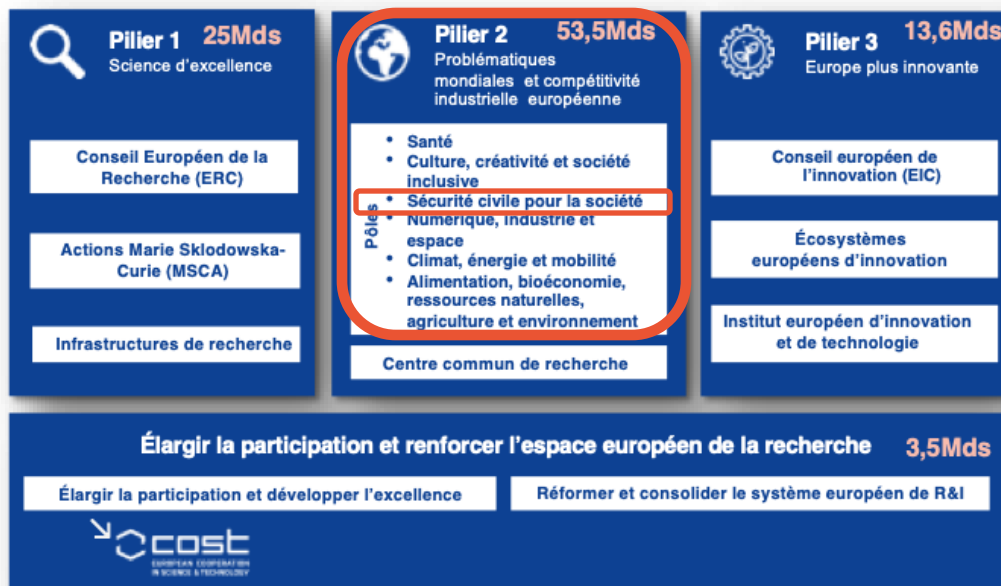 Pilier 1 25Mds
Science d'excellence
Conseil Européen de la
Recherche (ERC)
Actions Marie Sklodowska-
Curie (MSCA)
Infrastructures de recherche
Pilier 2 53,5Mds
Problématiques
mondiales et compétitivité
industrielle européenne
Pôles
• Santé
• Culture, créativité et société
inclusive
• Sécurité civile pour la société
• Numérique, industrie et
espace
• Climat, énergie et mobilité
• Alimentation, bioéconomie,
ressources naturelles,
agriculture et environnement
Centre commun de recherche
Pilier 3 13,6Mds
Europe plus innovante
Conseil européen de
l'innovation (EIC)
Écosystèmes
européens d'innovation
Institut européen d'innovation
et de technologie
Élargir la participation et renforcer l'espace européen de la recherche 3,5Mds
Élargir la participation et développer l'excellence
Réformer et consolider le système européen de R&I
cost
EUROPEAN COOPERATION
IN SCIENCE & TECHNOLOGY